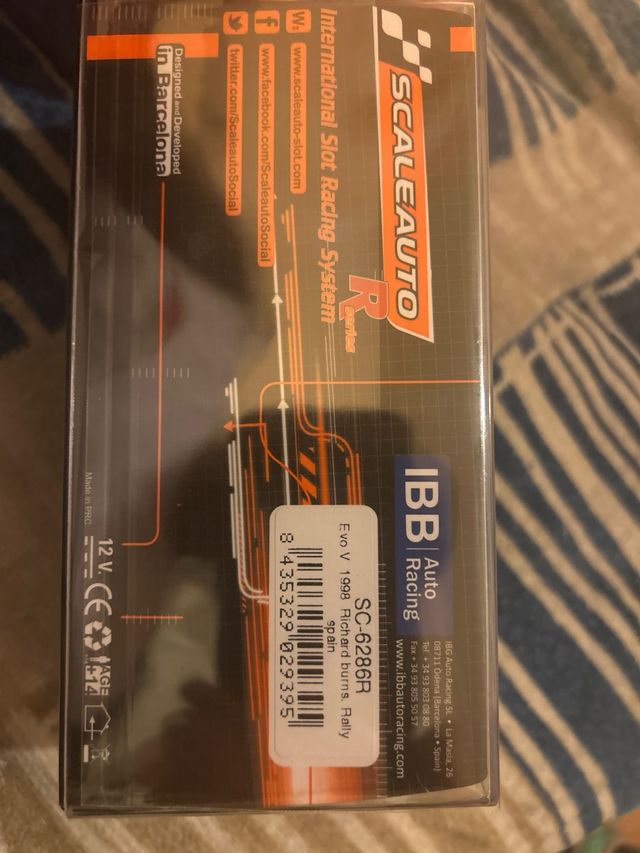 SCALEAUTO
R series
International Slot Racing System
Ws www.scaleauto-slot.com
f www.facebook.com/ScaleautoSocial
twitter.com/ScaleautoSocial
Designed and Developed
in Barcelona
IBB Auto
Racing
IBG Auto Racing SL • La Masia, 26
08711 Odena (Barcelona • Spain)
Tel. +34 93 803 08 80
Fax +34 93 805 50 57
www.ibbautoracing.com
SC-6286R
Evo V 1998 Richard burns. Rally
spain
8 435329 029395
Made in PRC
12 V. CE AGE
14